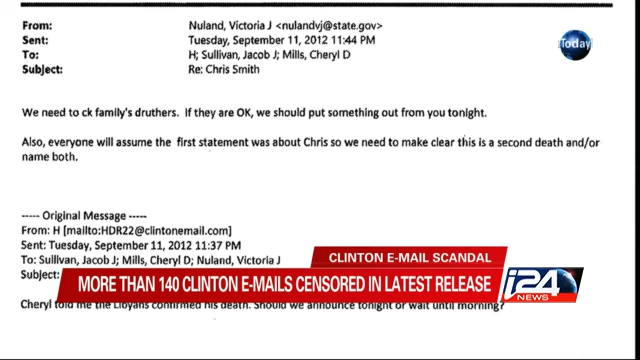 From: Nuland, Victoria J <nulandvj@state.gov>
Sent: Tuesday, September 11, 2012 11:44 PM
To: H; Sullivan, Jacob J; Mills, Cheryl D
Subject: Re: Chris Smith
Today
We need to ck family's druthers. If they are OK, we should put something out from you tonight.
Also, everyone will assume the first statement was about Chris so we need to make clear this is a second death and/or
name both.
----- Original Message -----
From: H [mailto:HDR22@clintonemail.com]
Sent: Tuesday, September 11, 2012 11:37 PM
To: Sullivan, Jacob J; Mills, Cheryl D; Nuland, Victoria J
Subject:
CLINTON E-MAIL SCANDAL
MORE THAN 140 CLINTON E-MAILS CENSORED IN LATEST RELEASE
i24
NEWS
Cheryl told me the Libyans confirmed his death. Should we announce tonight or wait until morning?